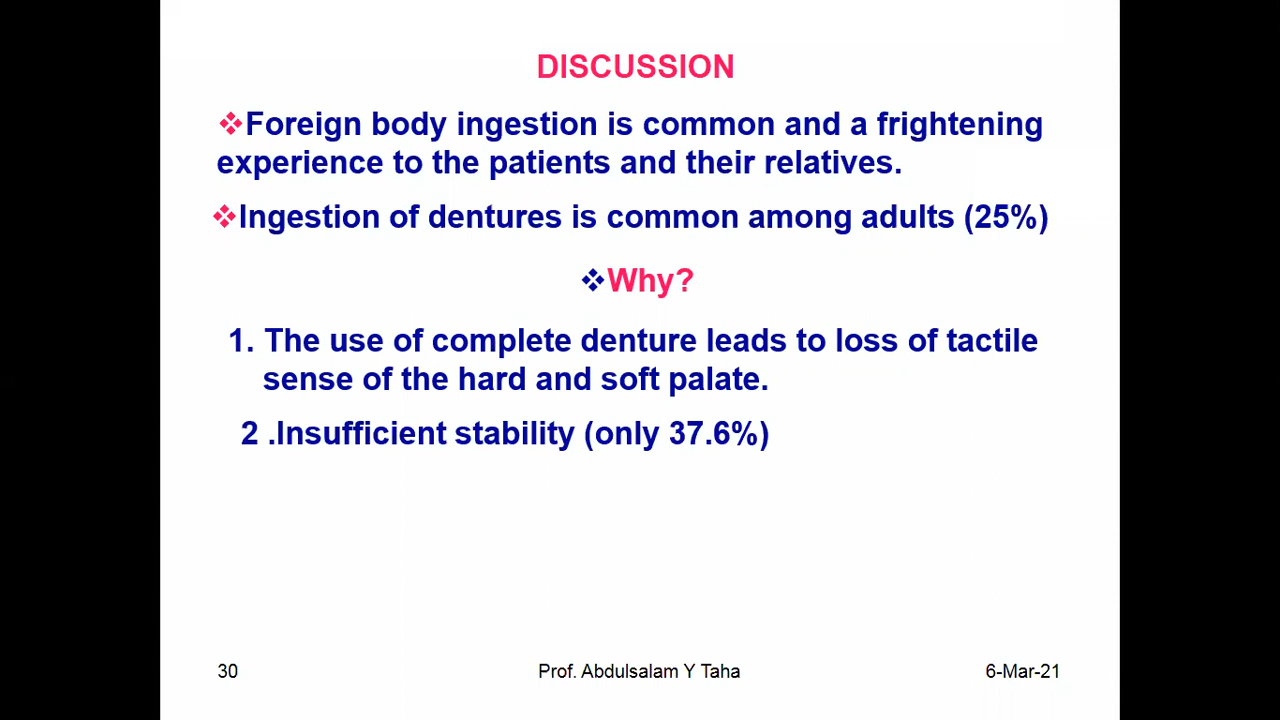 DISCUSSION
❖Foreign body ingestion is common and a frightening
experience to the patients and their relatives.
❖Ingestion of dentures is common among adults (25%)
❖Why?
1. The use of complete denture leads to loss of tactile
sense of the hard and soft palate.
2 .Insufficient stability (only 37.6%)
30 Prof. Abdulsalam Y Taha 6-Mar-21